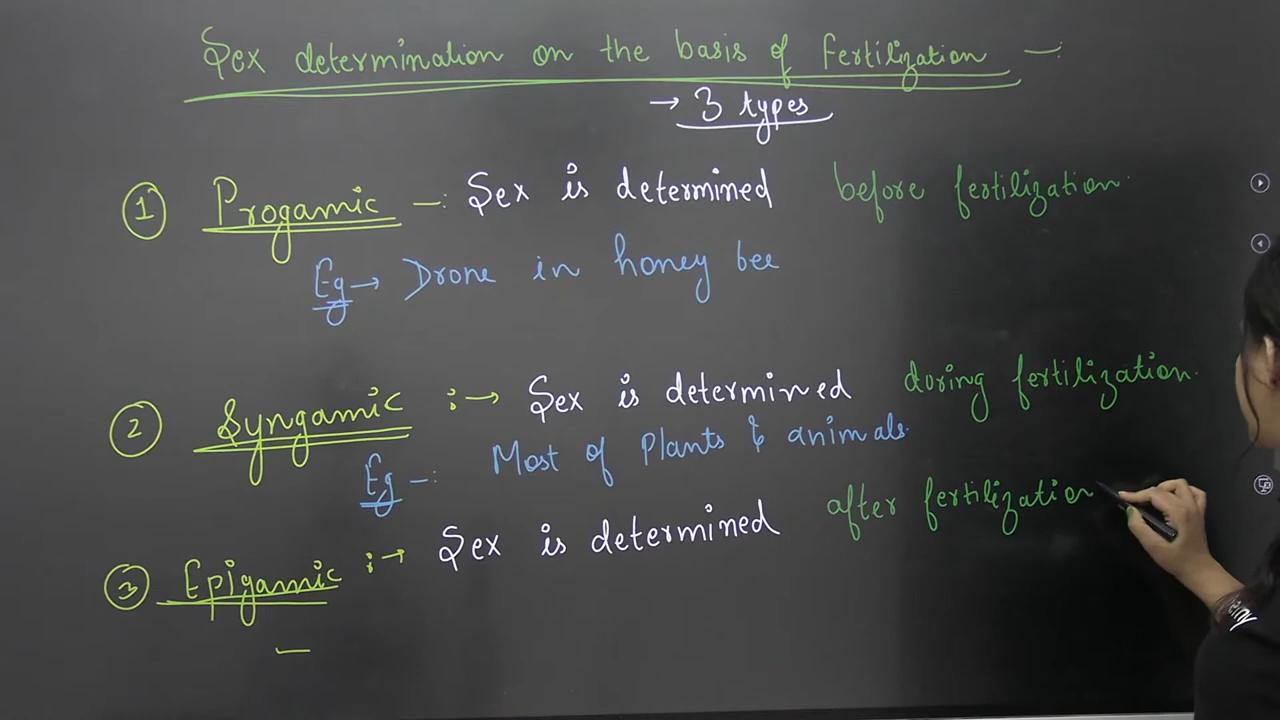 Sex determination on the basis of Fertilization -:
→ 3 types
① Progamic -: Sex is determined before fertilization.
Eg → Drone in honey bee
② Syngamic :→ Sex is determined during fertilization.
Eg -: Most of Plants & animals.
③ Epigamic :→ Sex is determined after fertilization